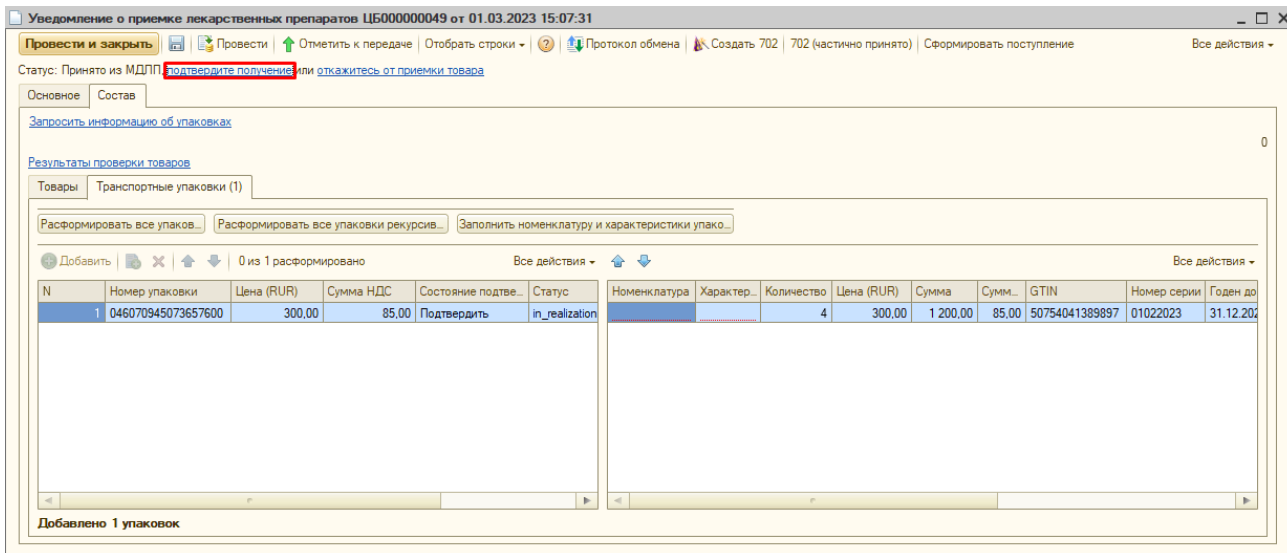 Уведомление о приемке лекарственных препаратов ЦБ000000049 от 01.03.2023 15:07:31
Провести и закрыть Провести Отметить к передаче Отобрать строки Протокол обмена Создать 702 702 (частично принято) Сформировать поступление Все действия
Статус: Принято из МДЛП, подтвердите получение или откажитесь от приемки товара
Основное Состав
Запросить информацию об упаковках
0
Результаты проверки товаров
Товары Транспортные упаковки (1)
Расформировать все упаков... Расформировать все упаковки рекурсив... Заполнить номенклатуру и характеристики упако...
Добавить 0 из 1 расформировано Все действия Все действия
N Номер упаковки Цена (RUR) Сумма НДС Состояние подтве... Статус Номенклатура Характер... Количество Цена (RUR) Сумма Сумм... GTIN Номер серии Годен до
1 046070945073657600 300,00 85,00 Подтвердить in_realization 4 300,00 1 200,00 85,00 50754041389897 01022023 31.12.202
Добавлено 1 упаковок